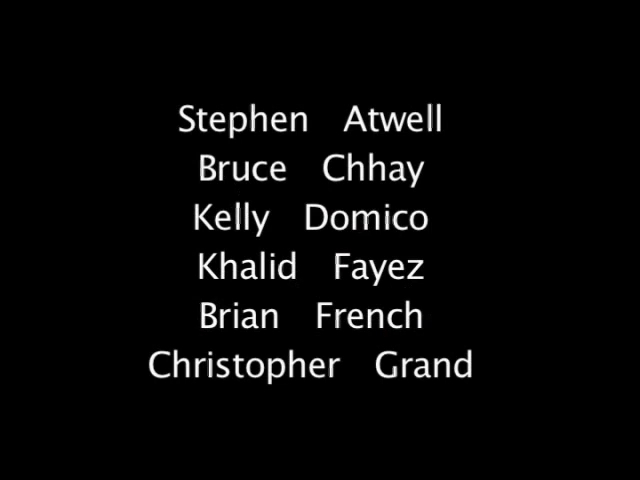 Stephen Atwell
Bruce Chhay
Kelly Domico
Khalid Fayez
Brian French
Christopher Grand